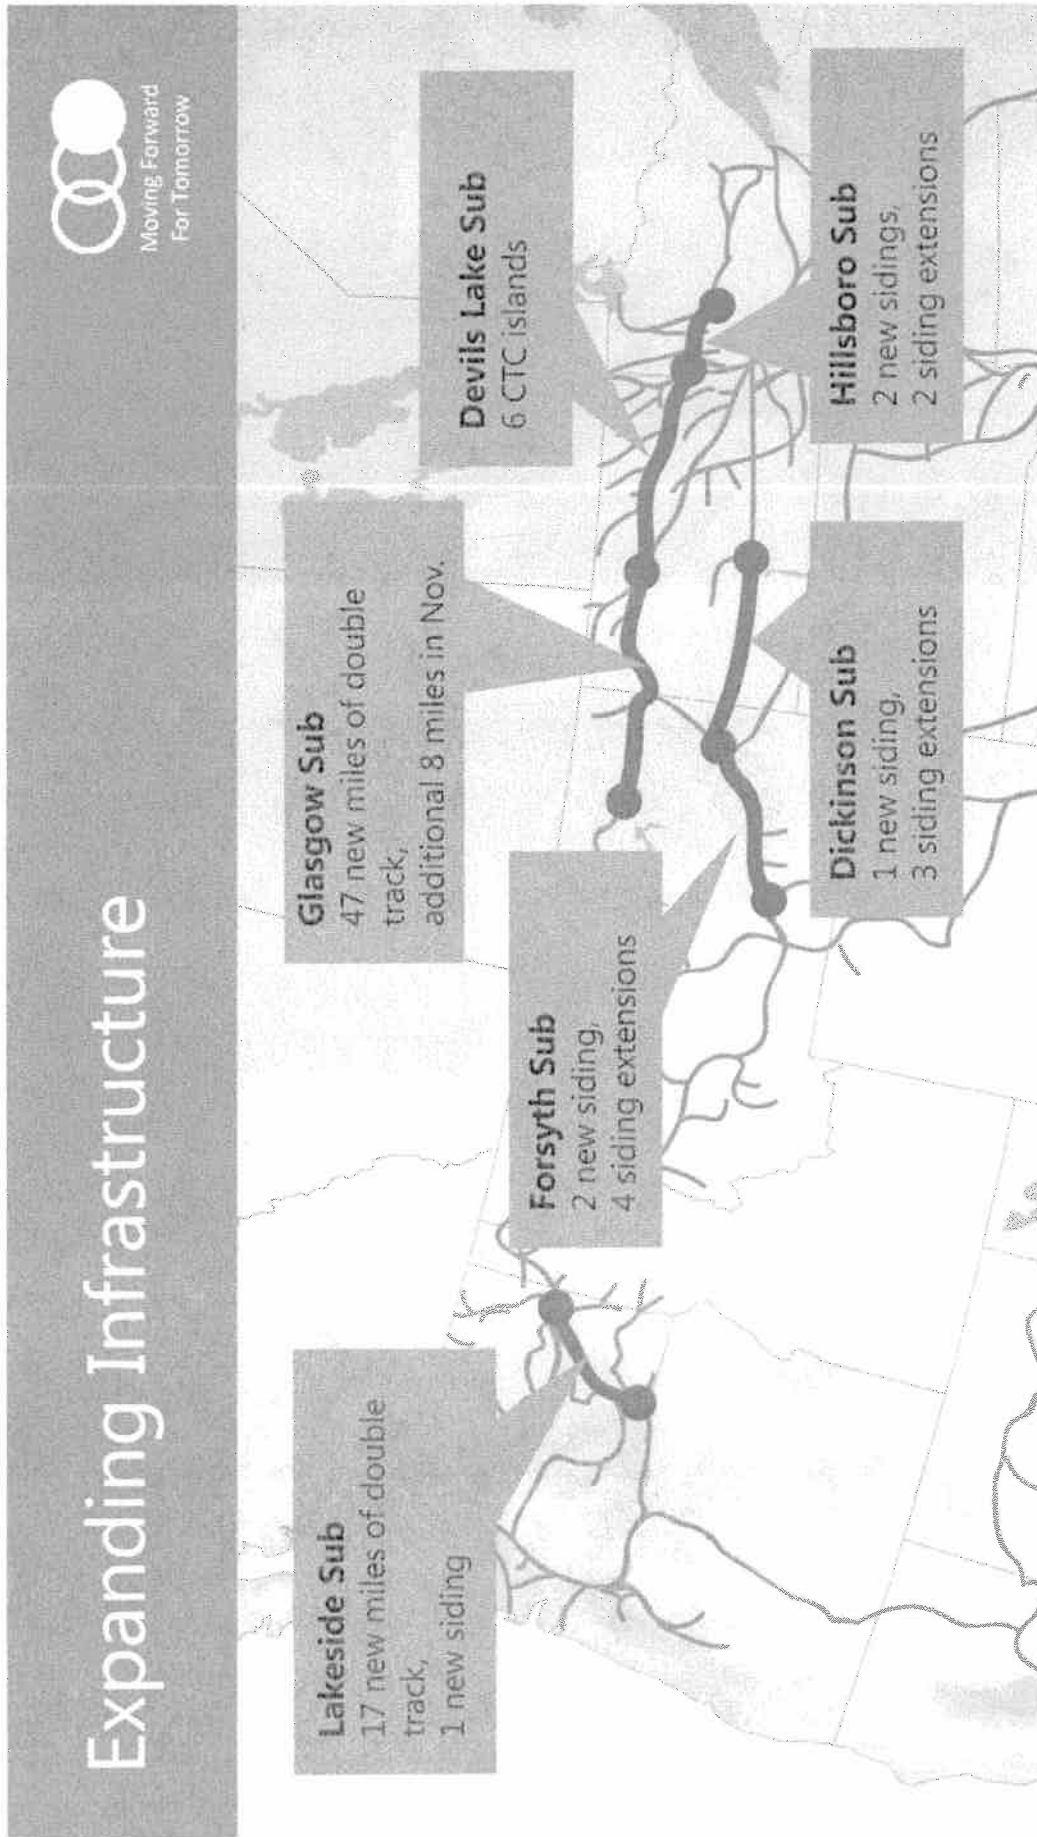 Expanding Infrastructure
Moving Forward
For Tomorrow
Lakeside Sub
17 new miles of double
track,
1 new siding
Glasgow Sub
47 new miles of double
track,
additional 8 miles in Nov.
Devils Lake Sub
6 CTC islands
Forsyth Sub
2 new siding,
4 siding extensions
Dickinson Sub
1 new siding,
3 siding extensions
Hillsboro Sub
2 new sidings,
2 siding extensions